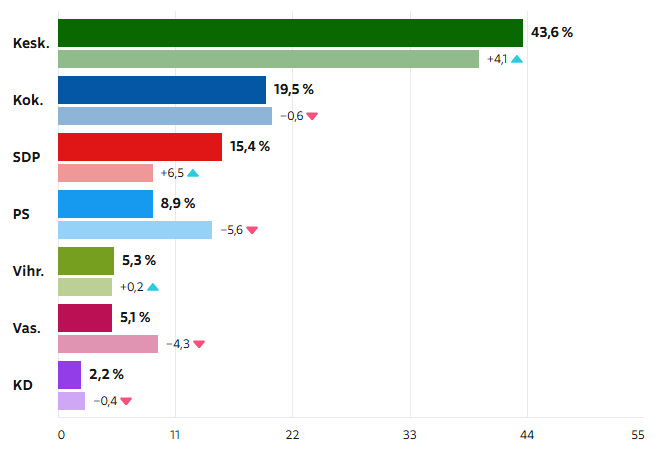 Kesk.
43,6 %
+4,1
Kok.
19,5 %
−0,6
SDP
15,4 %
+6,5
PS
8,9 %
−5,6
Vihr.
5,3 %
+0,2
Vas.
5,1 %
−4,3
KD
2,2 %
−0,4
0 11 22 33 44 55